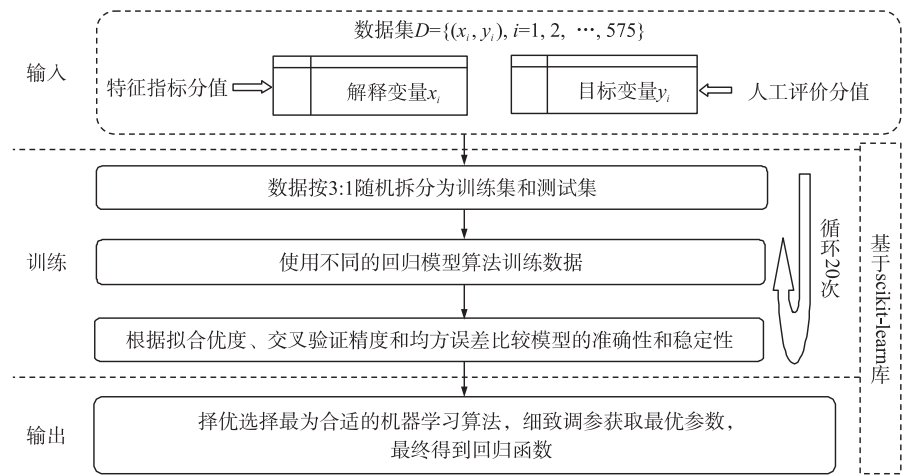 数据集D={(xi, yi), i=1, 2, …, 575}
输入
特征指标分值
解释变量xi
目标变量yi
人工评价分值
数据按3:1随机拆分为训练集和测试集
训练
使用不同的回归模型算法训练数据
根据拟合优度、交叉验证精度和均方误差比较模型的准确性和稳定性
循环20次
基于scikit-learn库
输出
择优选择最为合适的机器学习算法，细致调参获取最优参数，
最终得到回归函数